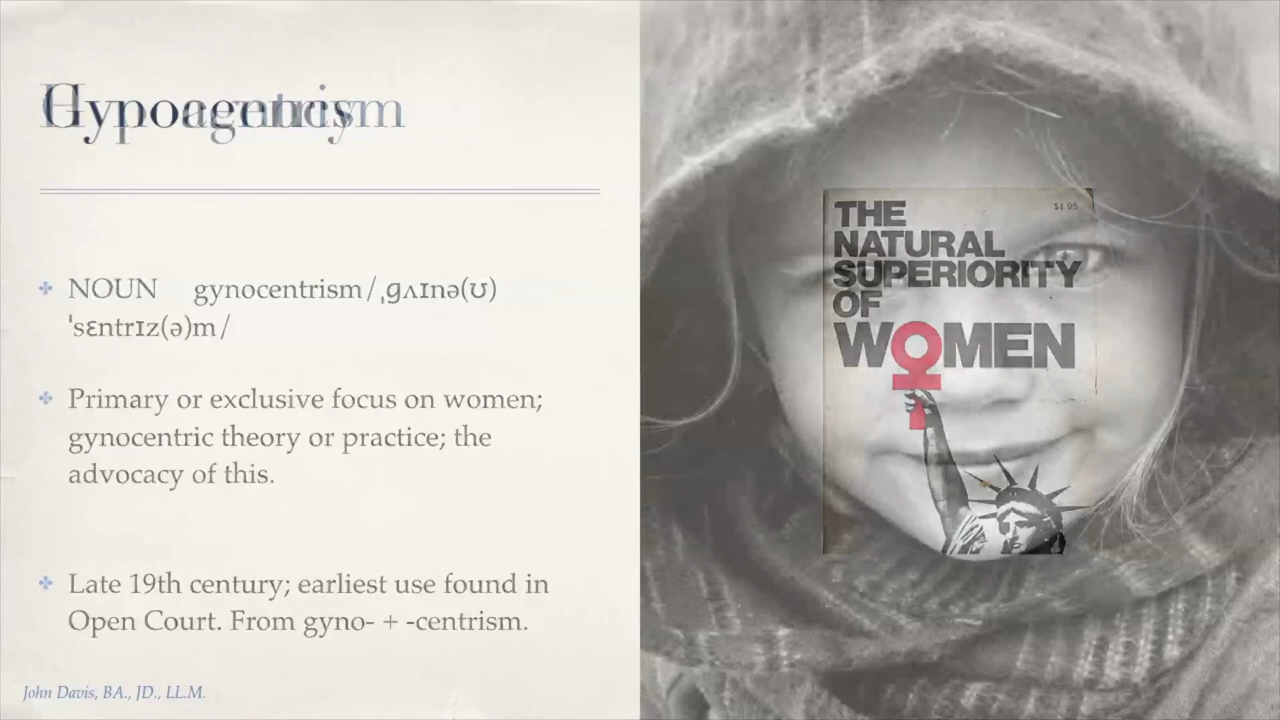 Gynocentrism
NOUN gynocentrism/ˌɡʌɪnə(ʊ)
ˈsɛntrɪz(ə)m/
Primary or exclusive focus on women;
gynocentric theory or practice; the
advocacy of this.
Late 19th century; earliest use found in
Open Court. From gyno- + -centrism.
John Davis, BA., JD., LL.M.
$1.95
THE
NATURAL
SUPERIORITY
OF
WOMEN